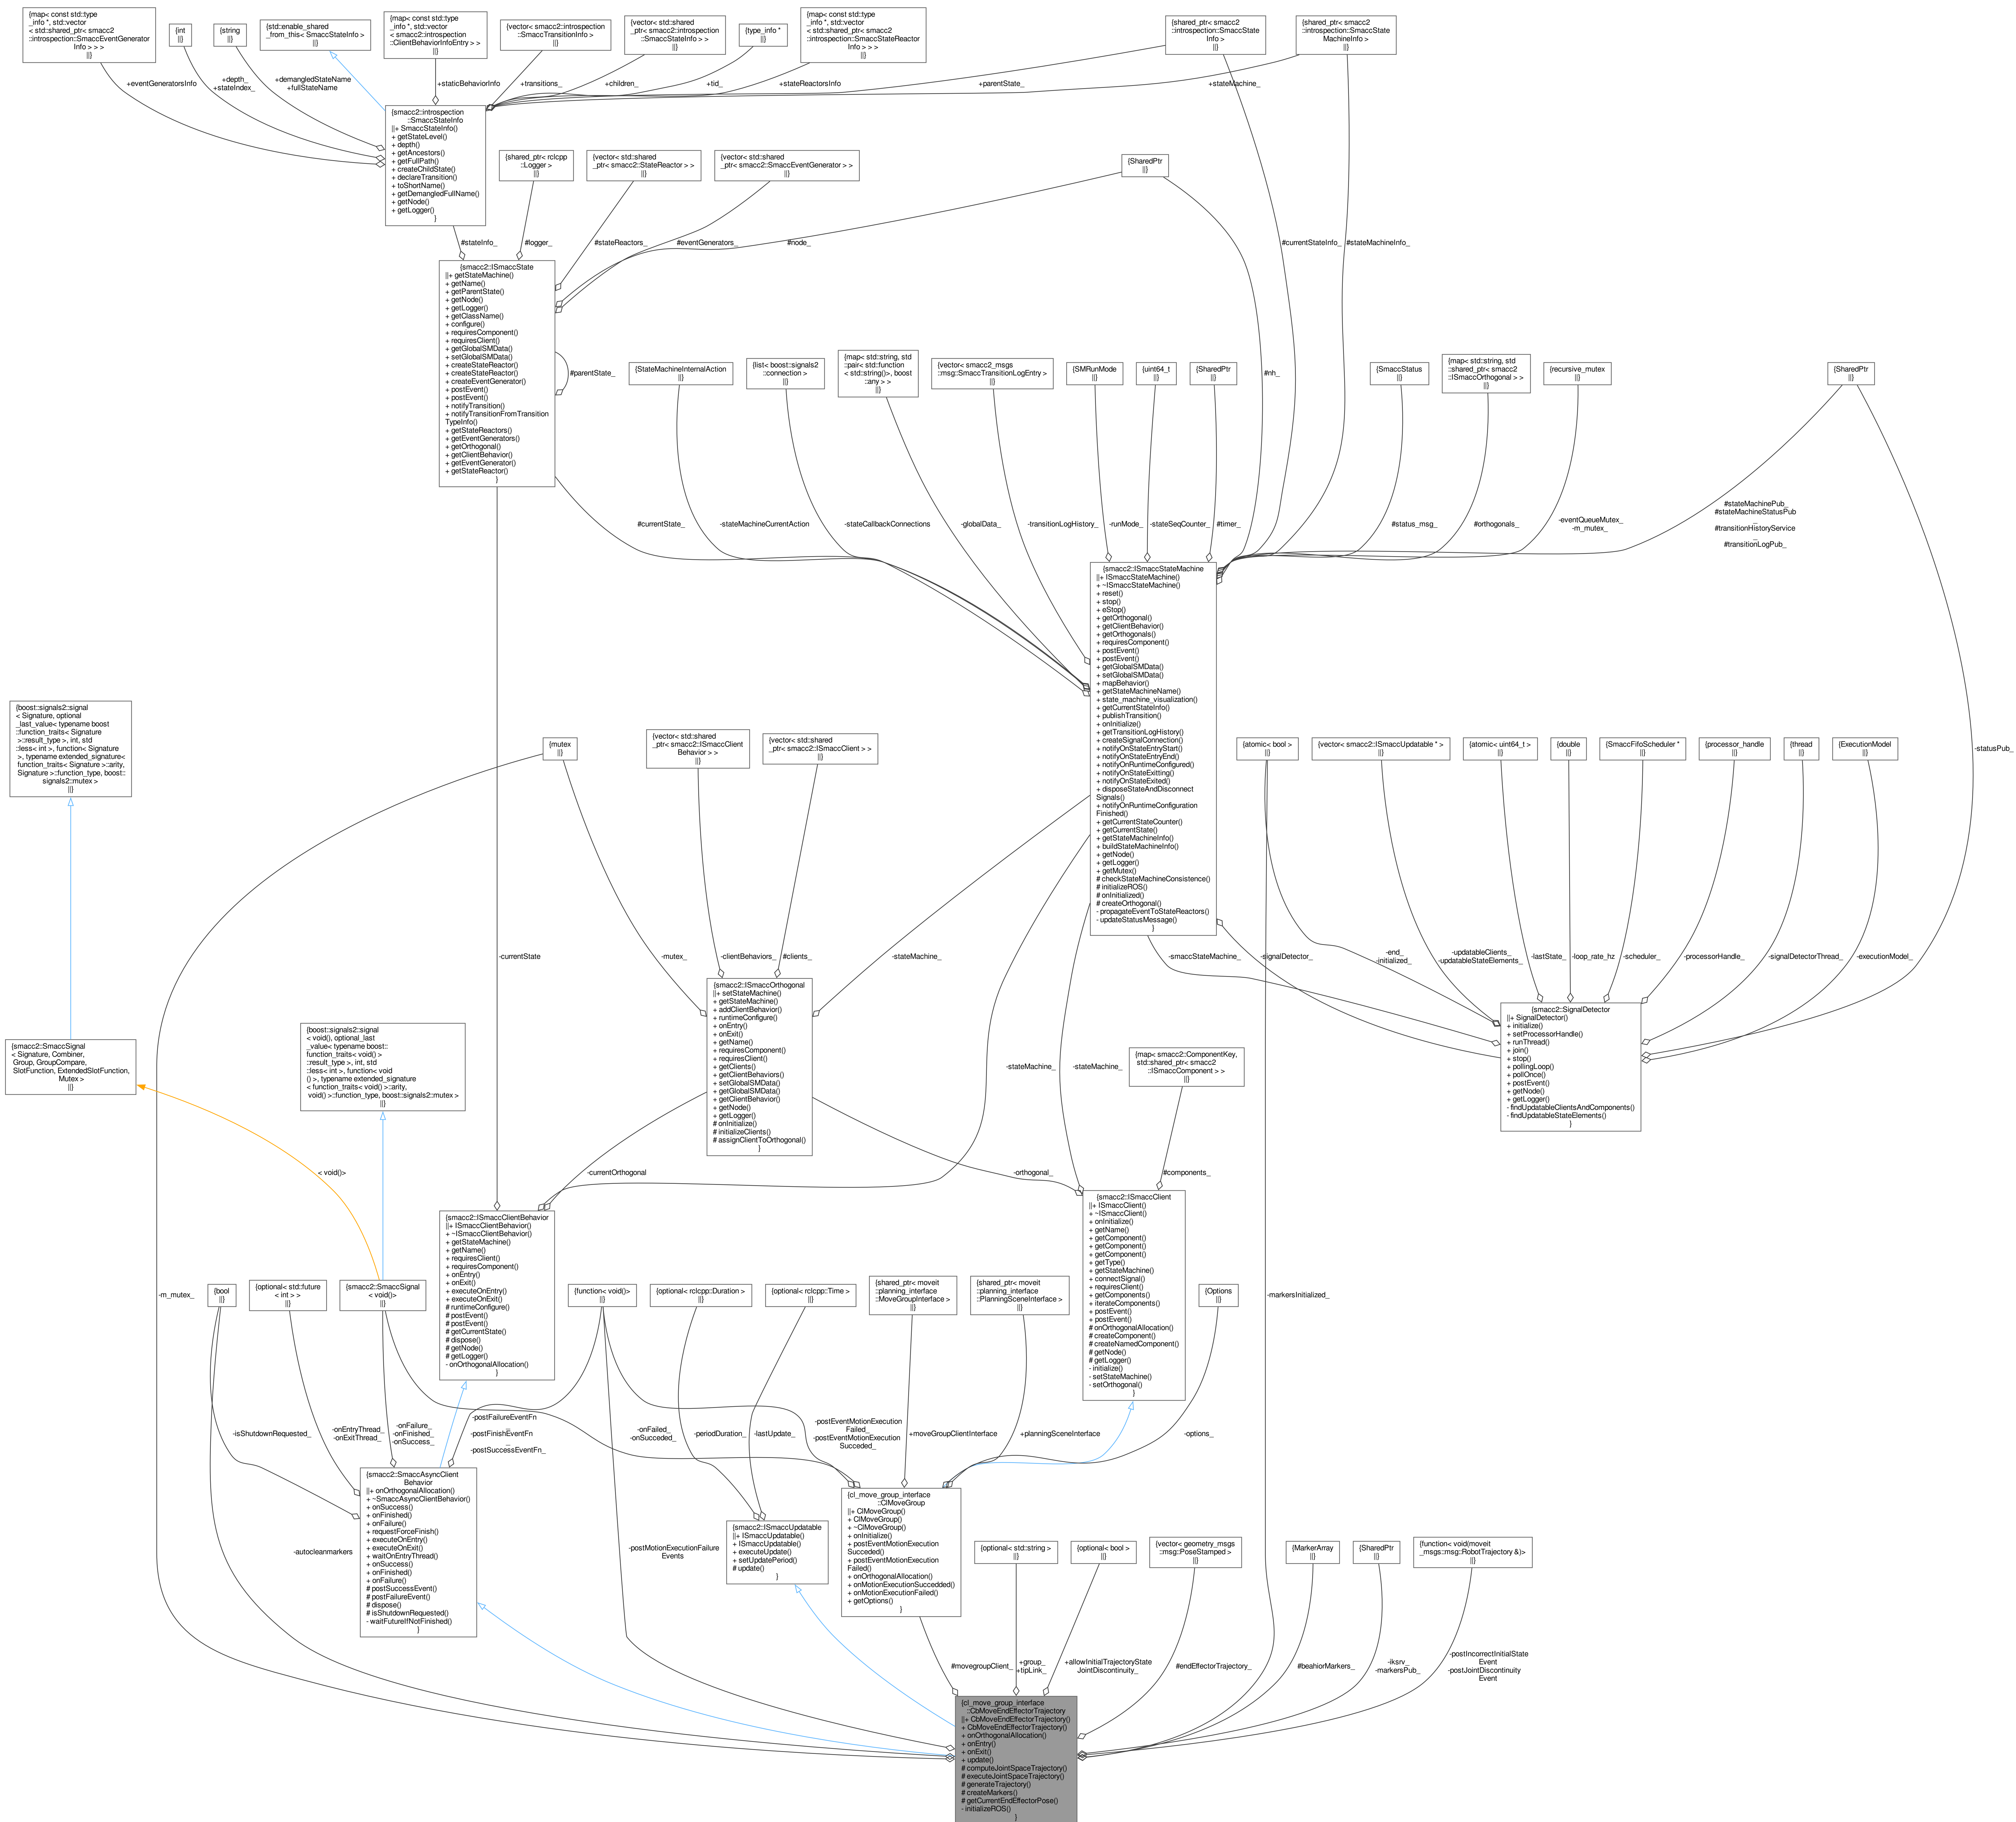 {map< const std::type
_info *, std::vector
< std::shared_ptr< smacc2
::introspection::SmaccEventGenerator
Info > > >
||}
{int
||}
{string
||}
{std::enable_shared
_from_this< SmaccStateInfo >
||}
{map< const std::type
_info *, std::vector
< smacc2::introspection
::ClientBehaviorInfoEntry > >
||}
{vector< smacc2::introspection
::SmaccTransitionInfo >
||}
{vector< std::shared
_ptr< smacc2::introspection
::SmaccStateInfo > >
||}
{type_info *
||}
{map< const std::type
_info *, std::vector
< std::shared_ptr< smacc2
::introspection::SmaccStateReactor
Info > > >
||}
{shared_ptr< smacc2
::introspection::SmaccState
Info >
||}
{shared_ptr< smacc2
::introspection::SmaccState
MachineInfo >
||}
+eventGeneratorsInfo
+depth_
+stateIndex_
+demangledStateName
+fullStateName
+staticBehaviorInfo
+transitions_
+children_
+tid_
+stateReactorsInfo
+parentState_
+stateMachine_
{smacc2::introspection
::SmaccStateInfo
||+ SmaccStateInfo()
+ getStateLevel()
+ depth()
+ getAncestors()
+ getFullPath()
+ createChildState()
+ declareTransition()
+ toShortName()
+ getDemangledFullName()
+ getNode()
+ getLogger()
}
{shared_ptr< rclcpp
::Logger >
||}
{vector< std::shared
_ptr< smacc2::StateReactor > >
||}
{vector< std::shared
_ptr< smacc2::SmaccEventGenerator > >
||}
{SharedPtr
||}
#stateInfo_
#logger_
#stateReactors_
#eventGenerators_
#node_
#currentStateInfo_
#stateMachineInfo_
{smacc2::ISmaccState
||+ getStateMachine()
+ getName()
+ getParentState()
+ getNode()
+ getLogger()
+ getClassName()
+ configure()
+ requiresComponent()
+ requiresClient()
+ getGlobalSMData()
+ setGlobalSMData()
+ createStateReactor()
+ createStateReactor()
+ createEventGenerator()
+ postEvent()
+ postEvent()
+ notifyTransition()
+ notifyTransitionFromTransition
TypeInfo()
+ getStateReactors()
+ getEventGenerators()
+ getOrthogonal()
+ getClientBehavior()
+ getEventGenerator()
+ getStateReactor()
}
#parentState_
{StateMachineInternalAction
||}
{list< boost::signals2
::connection >
||}
{map< std::string, std
::pair< std::function
< std::string()>, boost
::any > >
||}
{vector< smacc2_msgs
::msg::SmaccTransitionLogEntry >
||}
{SMRunMode
||}
{uint64_t
||}
{SharedPtr
||}
#nh_
{SmaccStatus
||}
{map< std::string, std
::shared_ptr< smacc2
::ISmaccOrthogonal > >
||}
{recursive_mutex
||}
{SharedPtr
||}
#currentState_
-stateMachineCurrentAction
-stateCallbackConnections
-globalData_
-transitionLogHistory_
-runMode_
-stateSeqCounter_
#timer_
#status_msg_
#orthogonals_
-eventQueueMutex_
-m_mutex_
#stateMachinePub_
#stateMachineStatusPub
_
#transitionHistoryService
_
#transitionLogPub_
{smacc2::ISmaccStateMachine
||+ ISmaccStateMachine()
+ ~ISmaccStateMachine()
+ reset()
+ stop()
+ eStop()
+ getOrthogonal()
+ getClientBehavior()
+ getOrthogonals()
+ requiresComponent()
+ postEvent()
+ postEvent()
+ getGlobalSMData()
+ setGlobalSMData()
+ mapBehavior()
+ getStateMachineName()
+ state_machine_visualization()
+ getCurrentStateInfo()
+ publishTransition()
+ onInitialize()
+ getTransitionLogHistory()
+ createSignalConnection()
+ notifyOnStateEntryStart()
+ notifyOnStateEntryEnd()
+ notifyOnRuntimeConfigured()
+ notifyOnStateExitting()
+ notifyOnStateExited()
+ disposeStateAndDisconnect
Signals()
+ notifyOnRuntimeConfiguration
Finished()
+ getCurrentStateCounter()
+ getCurrentState()
+ getStateMachineInfo()
+ buildStateMachineInfo()
+ getNode()
+ getLogger()
+ getMutex()
# checkStateMachineConsistence()
# initializeROS()
# onInitialized()
# createOrthogonal()
- propagateEventToStateReactors()
- updateStatusMessage()
}
{boost::signals2::signal
< Signature, optional
_last_value< typename boost
::function_traits< Signature
>::result_type >, int, std
::less< int >, function< Signature
>, typename extended_signature<
function_traits< Signature >::arity,
Signature >::function_type, boost::
signals2::mutex >
||}
{mutex
||}
{vector< std::shared
_ptr< smacc2::ISmaccClient
Behavior > >
||}
{vector< std::shared
_ptr< smacc2::ISmaccClient > >
||}
{atomic< bool >
||}
{vector< smacc2::ISmaccUpdatable * >
||}
{atomic< uint64_t >
||}
{double
||}
{SmaccFifoScheduler *
||}
{processor_handle
||}
{thread
||}
{ExecutionModel
||}
-statusPub_
-currentState
-mutex_
-clientBehaviors_
#clients_
-stateMachine_
-smaccStateMachine_
-signalDetector_
-end_
-initialized_
-updatableClients_
-updatableStateElements_
-lastState_
-loop_rate_hz
-scheduler_
-processorHandle_
-signalDetectorThread_
-executionModel_
{smacc2::ISmaccOrthogonal
||+ setStateMachine()
+ getStateMachine()
+ addClientBehavior()
+ runtimeConfigure()
+ onEntry()
+ onExit()
+ getName()
+ requiresComponent()
+ requiresClient()
+ getClients()
+ getClientBehaviors()
+ setGlobalSMData()
+ getGlobalSMData()
+ getClientBehavior()
+ getNode()
+ getLogger()
# onInitialize()
# initializeClients()
# assignClientToOrthogonal()
}
{smacc2::SignalDetector
||+ SignalDetector()
+ initialize()
+ setProcessorHandle()
+ runThread()
+ join()
+ stop()
+ pollingLoop()
+ pollOnce()
+ postEvent()
+ getNode()
+ getLogger()
- findUpdatableClientsAndComponents()
- findUpdatableStateElements()
}
{smacc2::SmaccSignal
< Signature, Combiner,
Group, GroupCompare,
SlotFunction, ExtendedSlotFunction,
Mutex >
||}
{boost::signals2::signal
< void(), optional_last
_value< typename boost::
function_traits< void() >
::result_type >, int, std
::less< int >, function< void
() >, typename extended_signature
< function_traits< void() >::arity,
void() >::function_type, boost::signals2::mutex >
||}
-stateMachine_
-stateMachine_
{map< smacc2::ComponentKey,
std::shared_ptr< smacc2
::ISmaccComponent > >
||}
< void()>
-currentOrthogonal
-orthogonal_
#components_
{smacc2::ISmaccClientBehavior
||+ ISmaccClientBehavior()
+ ~ISmaccClientBehavior()
+ getStateMachine()
+ getName()
+ requiresClient()
+ requiresComponent()
+ onEntry()
+ onExit()
+ executeOnEntry()
+ executeOnExit()
# runtimeConfigure()
# postEvent()
# postEvent()
# getCurrentState()
# dispose()
# getNode()
# getLogger()
- onOrthogonalAllocation()
}
{smacc2::ISmaccClient
||+ ISmaccClient()
+ ~ISmaccClient()
+ onInitialize()
+ getName()
+ getComponent()
+ getComponent()
+ getComponent()
+ getType()
+ getStateMachine()
+ connectSignal()
+ requiresClient()
+ getComponents()
+ iterateComponents()
+ postEvent()
+ postEvent()
# onOrthogonalAllocation()
# createComponent()
# createNamedComponent()
# getNode()
# getLogger()
- initialize()
- setStateMachine()
- setOrthogonal()
}
-m_mutex_
{bool
||}
{optional< std::future
< int > >
||}
{smacc2::SmaccSignal
< void()>
||}
{function< void()>
||}
{optional< rclcpp::Duration >
||}
{optional< rclcpp::Time >
||}
{shared_ptr< moveit
::planning_interface
::MoveGroupInterface >
||}
{shared_ptr< moveit
::planning_interface
::PlanningSceneInterface >
||}
{Options
||}
-markersInitialized_
-isShutdownRequested_
-onEntryThread_
-onExitThread_
-onFailure_
-onFinished_
-onSuccess_
-postFailureEventFn
_
-postFinishEventFn
_
-postSuccessEventFn_
-onFailed_
-onSucceded_
-periodDuration_
-lastUpdate_
-postEventMotionExecution
Failed_
-postEventMotionExecution
Succeded_
+moveGroupClientInterface
+planningSceneInterface
-options_
{smacc2::SmaccAsyncClient
Behavior
||+ onOrthogonalAllocation()
+ ~SmaccAsyncClientBehavior()
+ onSuccess()
+ onFinished()
+ onFailure()
+ requestForceFinish()
+ executeOnEntry()
+ executeOnExit()
+ waitOnEntryThread()
+ onSuccess()
+ onFinished()
+ onFailure()
# postSuccessEvent()
# postFailureEvent()
# dispose()
# isShutdownRequested()
- waitFutureIfNotFinished()
}
{smacc2::ISmaccUpdatable
||+ ISmaccUpdatable()
+ ISmaccUpdatable()
+ executeUpdate()
+ setUpdatePeriod()
# update()
}
{cl_move_group_interface
::ClMoveGroup
||+ ClMoveGroup()
+ ClMoveGroup()
+ ~ClMoveGroup()
+ onInitialize()
+ postEventMotionExecution
Succeded()
+ postEventMotionExecution
Failed()
+ onOrthogonalAllocation()
+ onMotionExecutionSuccedded()
+ onMotionExecutionFailed()
+ getOptions()
}
-autocleanmarkers
-postMotionExecutionFailure
Events
{optional< std::string >
||}
{optional< bool >
||}
{vector< geometry_msgs
::msg::PoseStamped >
||}
{MarkerArray
||}
{SharedPtr
||}
{function< void(moveit
_msgs::msg::RobotTrajectory &)>
||}
#movegroupClient_
+group_
+tipLink_
+allowInitialTrajectoryState
JointDiscontinuity_
#endEffectorTrajectory_
#beahiorMarkers_
-iksrv_
-markersPub_
-postIncorrectInitialState
Event
-postJointDiscontinuity
Event
{cl_move_group_interface
::CbMoveEndEffectorTrajectory
||+ CbMoveEndEffectorTrajectory()
+ CbMoveEndEffectorTrajectory()
+ onOrthogonalAllocation()
+ onEntry()
+ onExit()
+ update()
# computeJointSpaceTrajectory()
# executeJointSpaceTrajectory()
# generateTrajectory()
# createMarkers()
# getCurrentEndEffectorPose()
- initializeROS()
}